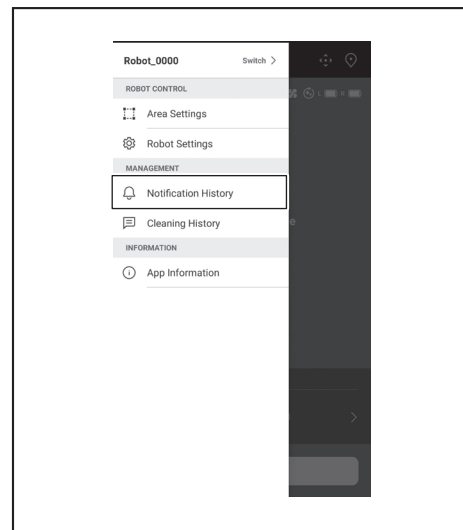 Robot_0000
Switch >
ROBOT CONTROL
Area Settings
Robot Settings
MANAGEMENT
Notification History
Cleaning History
INFORMATION
App Information